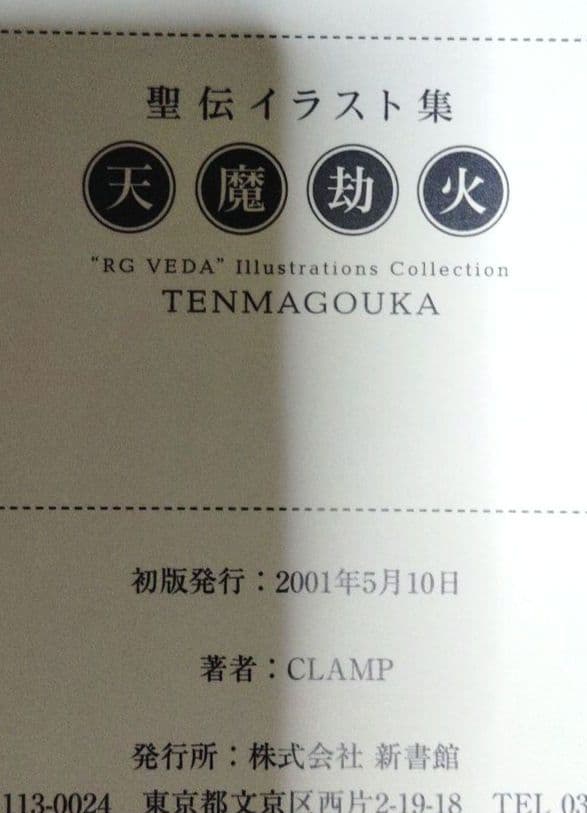 聖伝イラスト集
天魔劫火
"RG VEDA" Illustrations Collection
TENMAGOUKA
初版発行：2001年5月10日
著者：CLAMP
発行所：株式会社 新書館
113-0024 東京都文京区西片2-19-18 TEL 03